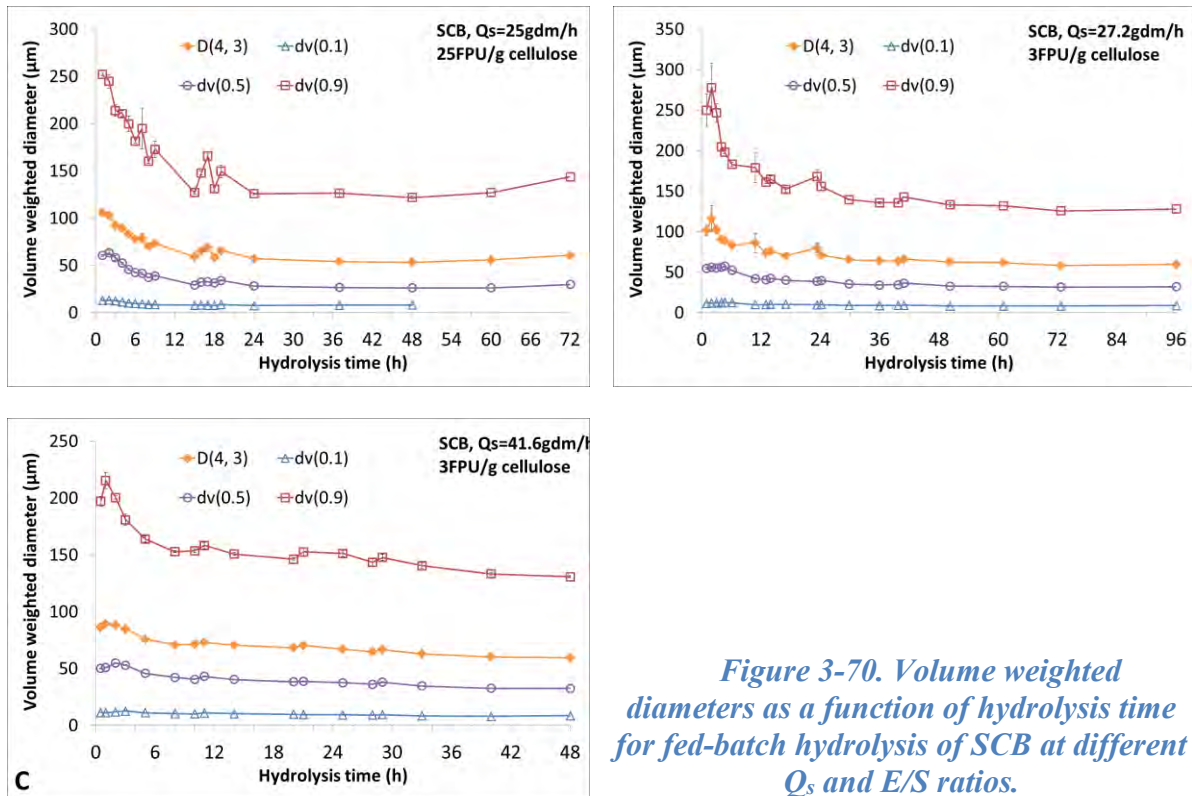 SCB, Qs=25gdm/h
25FPU/g cellulose
D(4, 3)
dv(0.1)
dv(0.5)
dv(0.9)
Volume weighted diameter (µm)
300
250
200
150
100
50
0
0 6 12 18 24 30 36 42 48 54 60 66 72
Hydrolysis time (h)
SCB, Qs=27.2gdm/h
3FPU/g cellulose
D(4, 3)
dv(0.1)
dv(0.5)
dv(0.9)
Volume weighted diameter (µm)
350
300
250
200
150
100
50
0
0 12 24 36 48 60 72 84 96
Hydrolysis time (h)
SCB, Qs=41.6gdm/h
3FPU/g cellulose
D(4, 3)
dv(0.1)
dv(0.5)
dv(0.9)
Volume weighted diameter (µm)
250
200
150
100
50
0
0 6 12 18 24 30 36 42 48
Hydrolysis time (h)
C
Figure 3-70. Volume weighted
diameters as a function of hydrolysis time
for fed-batch hydrolysis of SCB at different
Qs and E/S ratios.